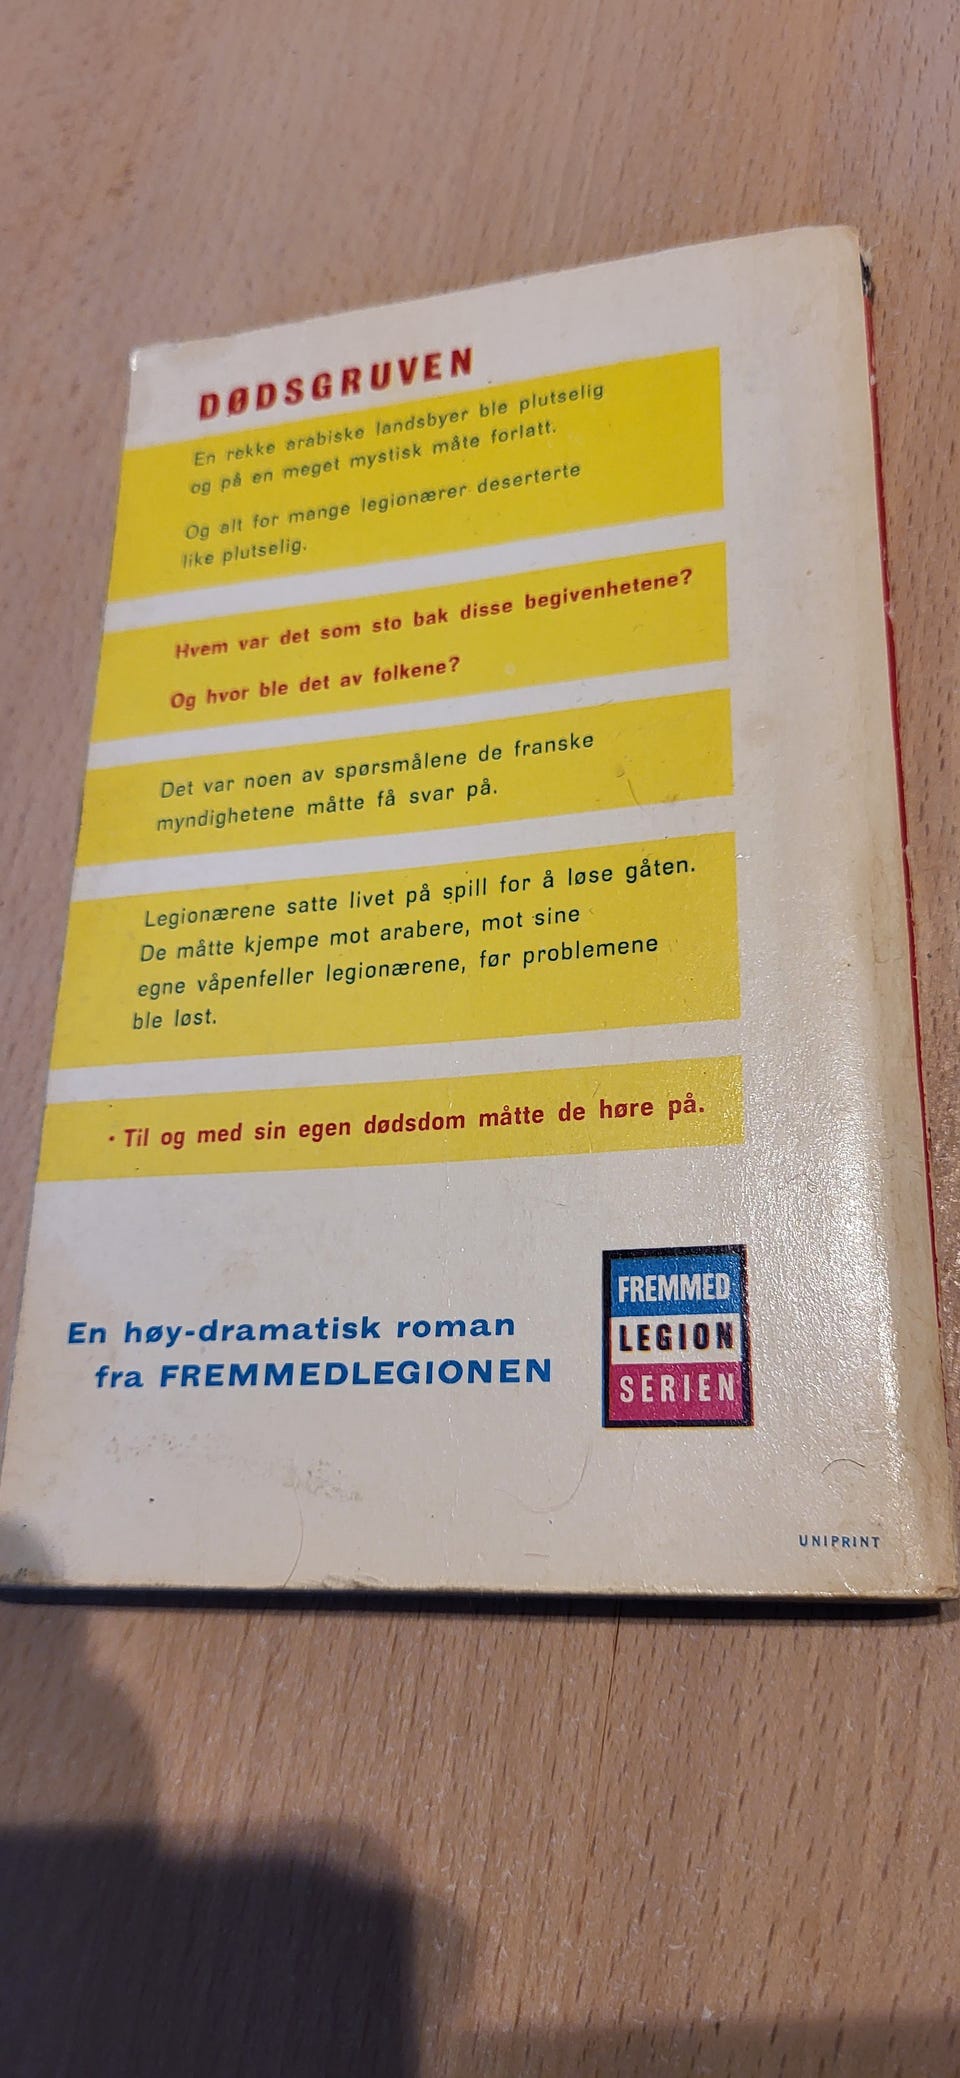 DØDSGRUVEN
En rekke arabiske landsbyer ble plutselig
og på en meget mystisk måte forlatt.
Og alt for mange legionærer deserterte
like plutselig.
Hvem var det som sto bak disse begivenhetene?
Og hvor ble det av folkene?
Det var noen av spørsmålene de franske
myndighetene måtte få svar på.
Legionærene satte livet på spill for å løse gåten.
De måtte kjempe mot arabere, mot sine
egne våpenfeller legionærene, før problemene
ble løst.
• Til og med sin egen dødsdom måtte de høre på.
En høy-dramatisk roman
fra FREMMEDLEGIONEN
FREMMED
LEGION
SERIEN
UNIPRINT